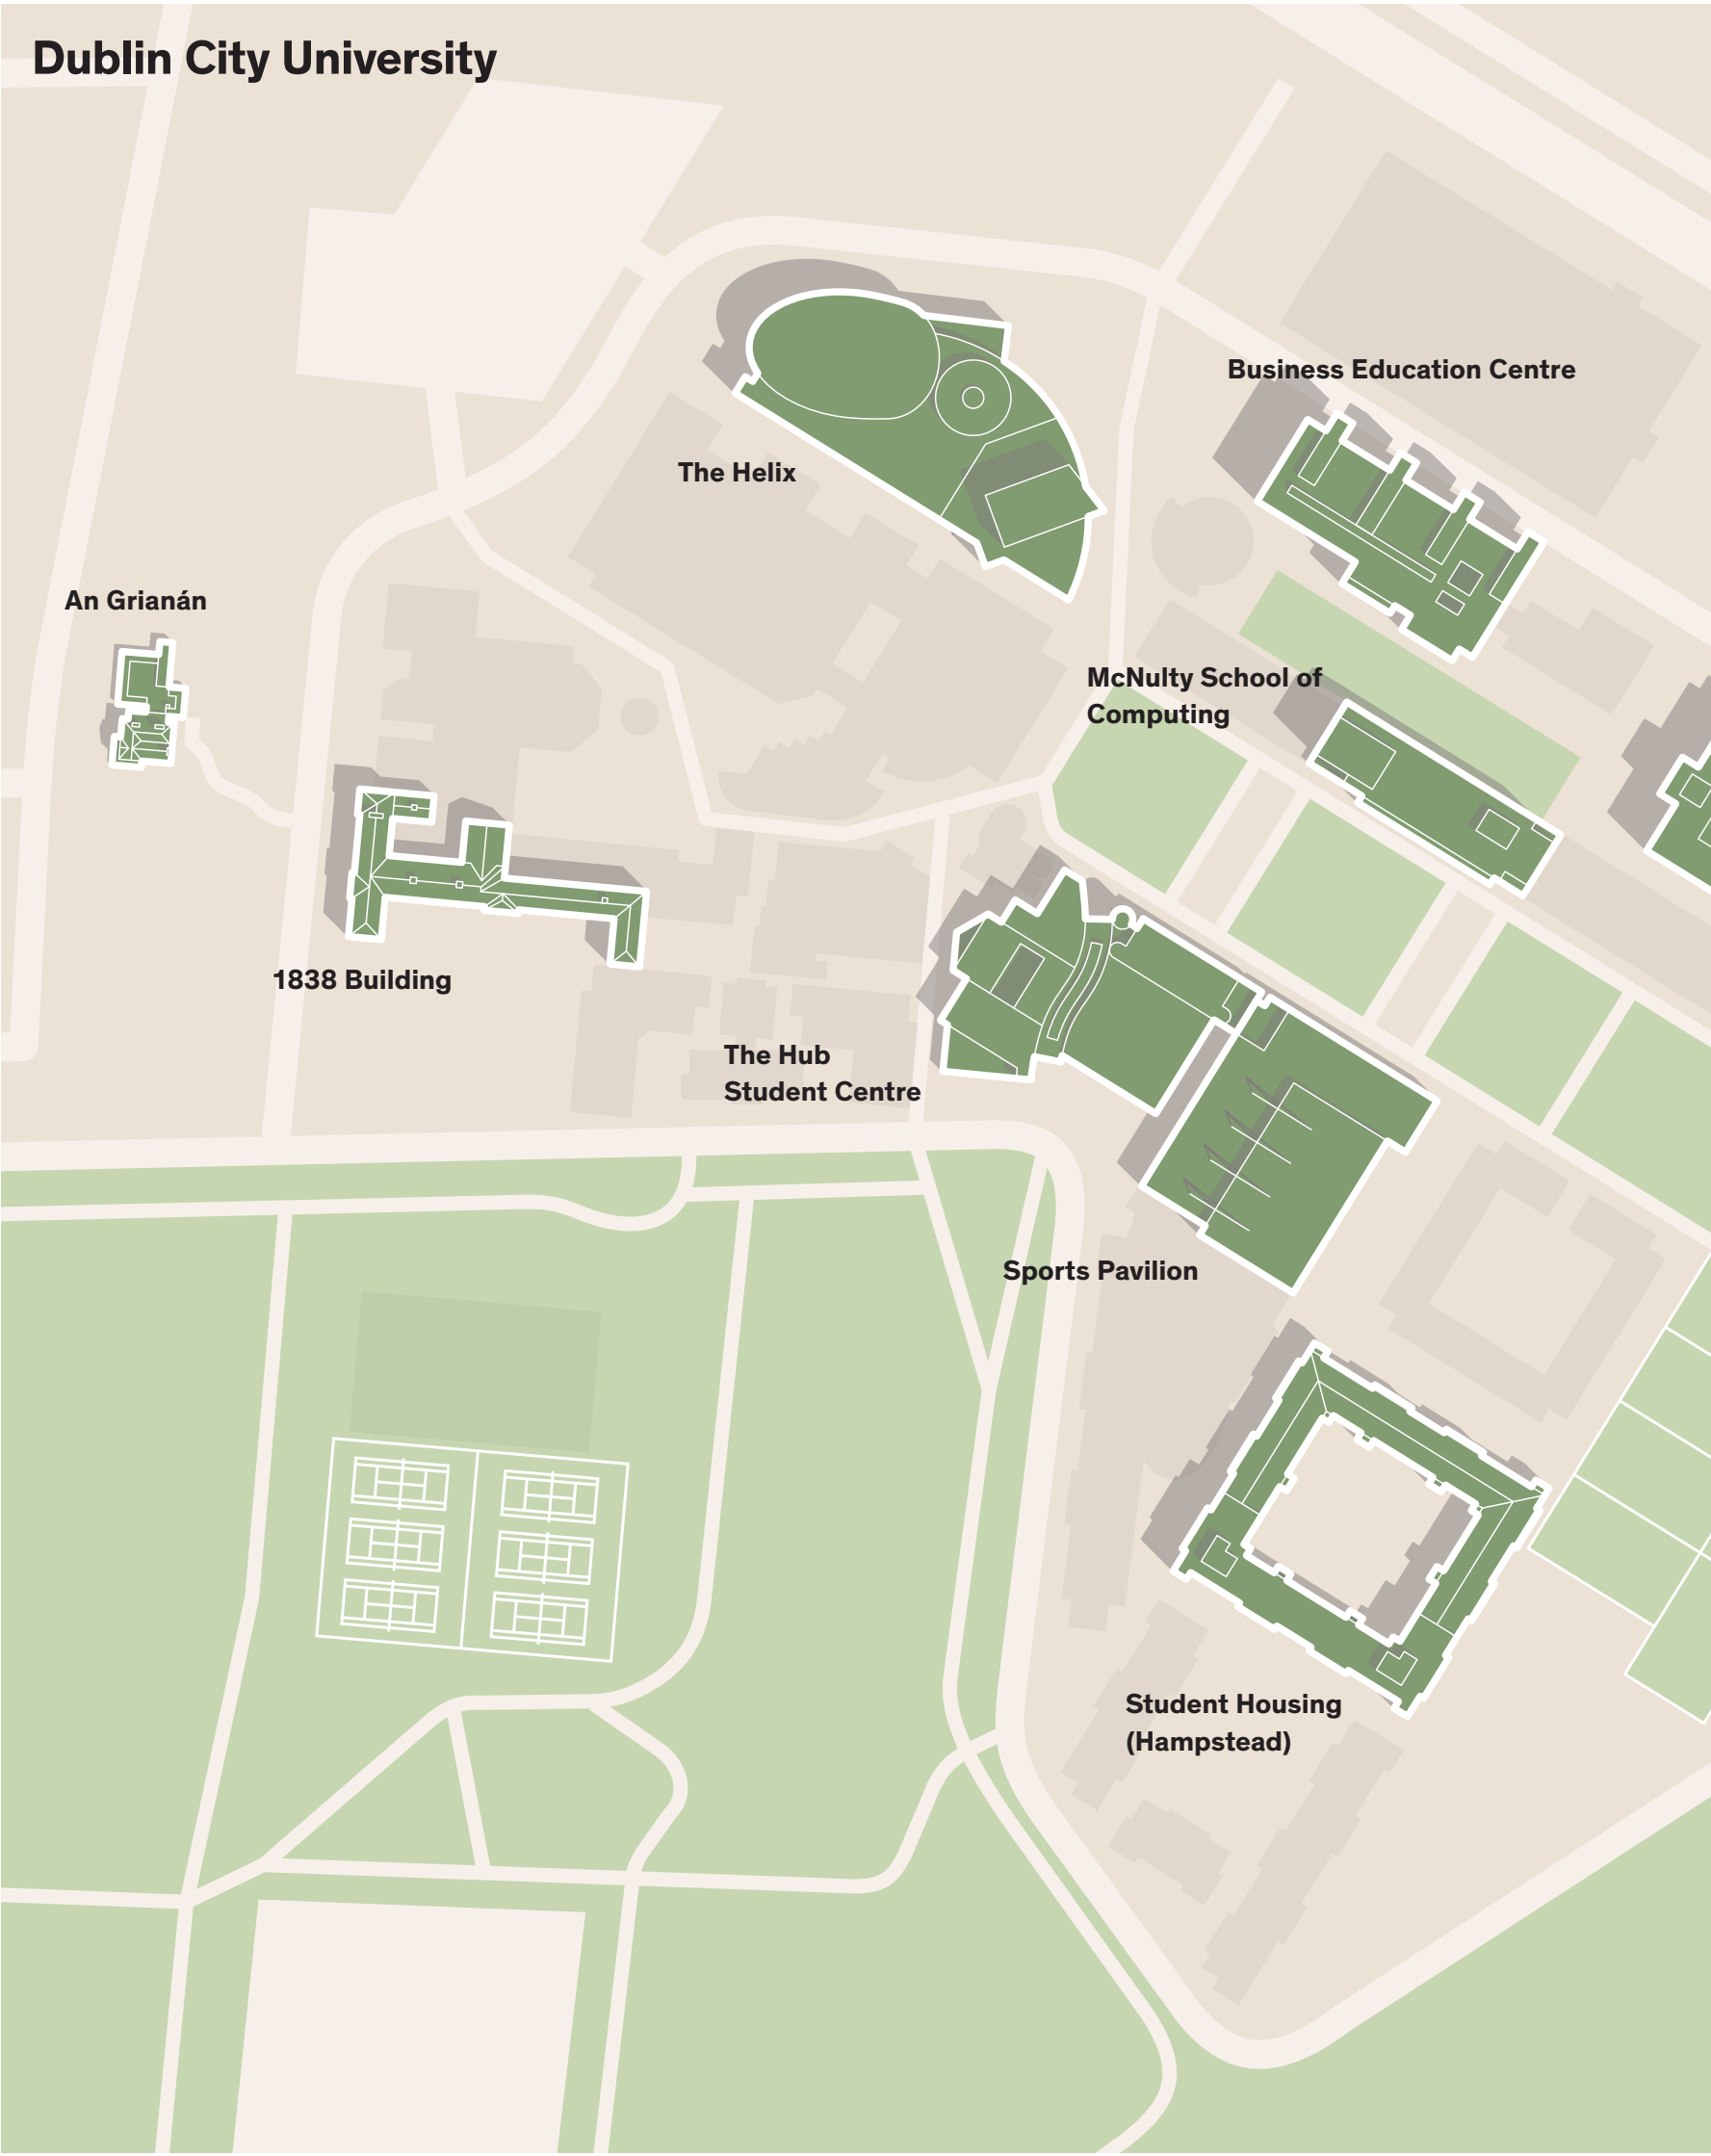 Dublin City University
Business Education Centre
The Helix
An Grianán
McNulty School of
Computing
1838 Building
The Hub
Student Centre
Sports Pavilion
Student Housing
(Hampstead)